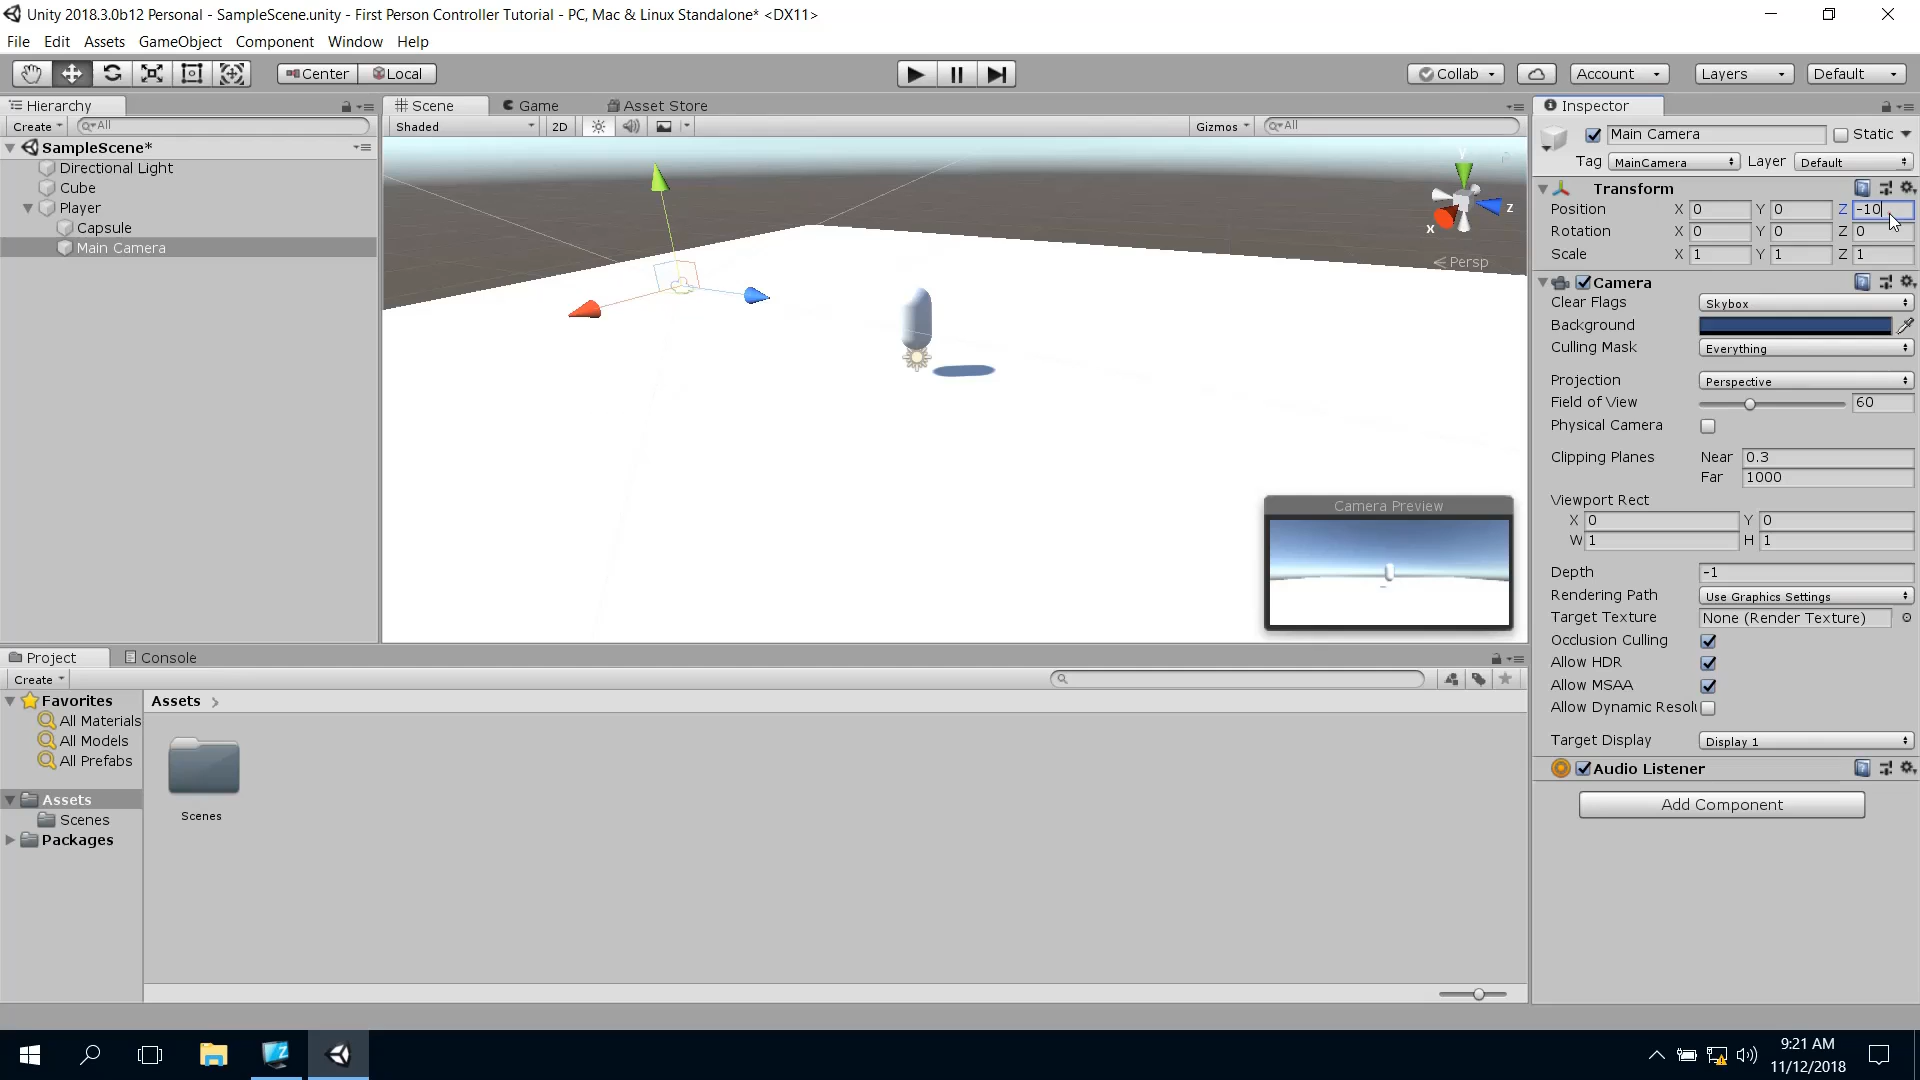 Unity 2018.3.0b12 Personal - SampleScene.unity - First Person Controller Tutorial - PC, Mac & Linux Standalone* <DX11>
File Edit Assets GameObject Component Window Help
Center Local Collab Account Layers Default
Hierarchy
Create All
SampleScene*
Directional Light
Cube
Player
Capsule
Main Camera
Scene Game Asset Store
Shaded 2D Gizmos All
y
z
x
Persp
Camera Preview
Inspector
Main Camera Static
Tag MainCamera Layer Default
Transform
Position X 0 Y 0 Z -10
Rotation X 0 Y 0 Z 0
Scale X 1 Y 1 Z 1
Camera
Clear Flags Skybox
Background
Culling Mask Everything
Projection Perspective
Field of View 60
Physical Camera
Clipping Planes Near 0.3
Far 1000
Viewport Rect
X 0 Y 0
W 1 H 1
Depth -1
Rendering Path Use Graphics Settings
Target Texture None (Render Texture)
Occlusion Culling
Allow HDR
Allow MSAA
Allow Dynamic Resolu
Target Display Display 1
Audio Listener
Add Component
Project Console
Create
Favorites
All Materials
All Models
All Prefabs
Assets
Scenes
Packages
Assets
Scenes
9:21 AM
11/12/2018